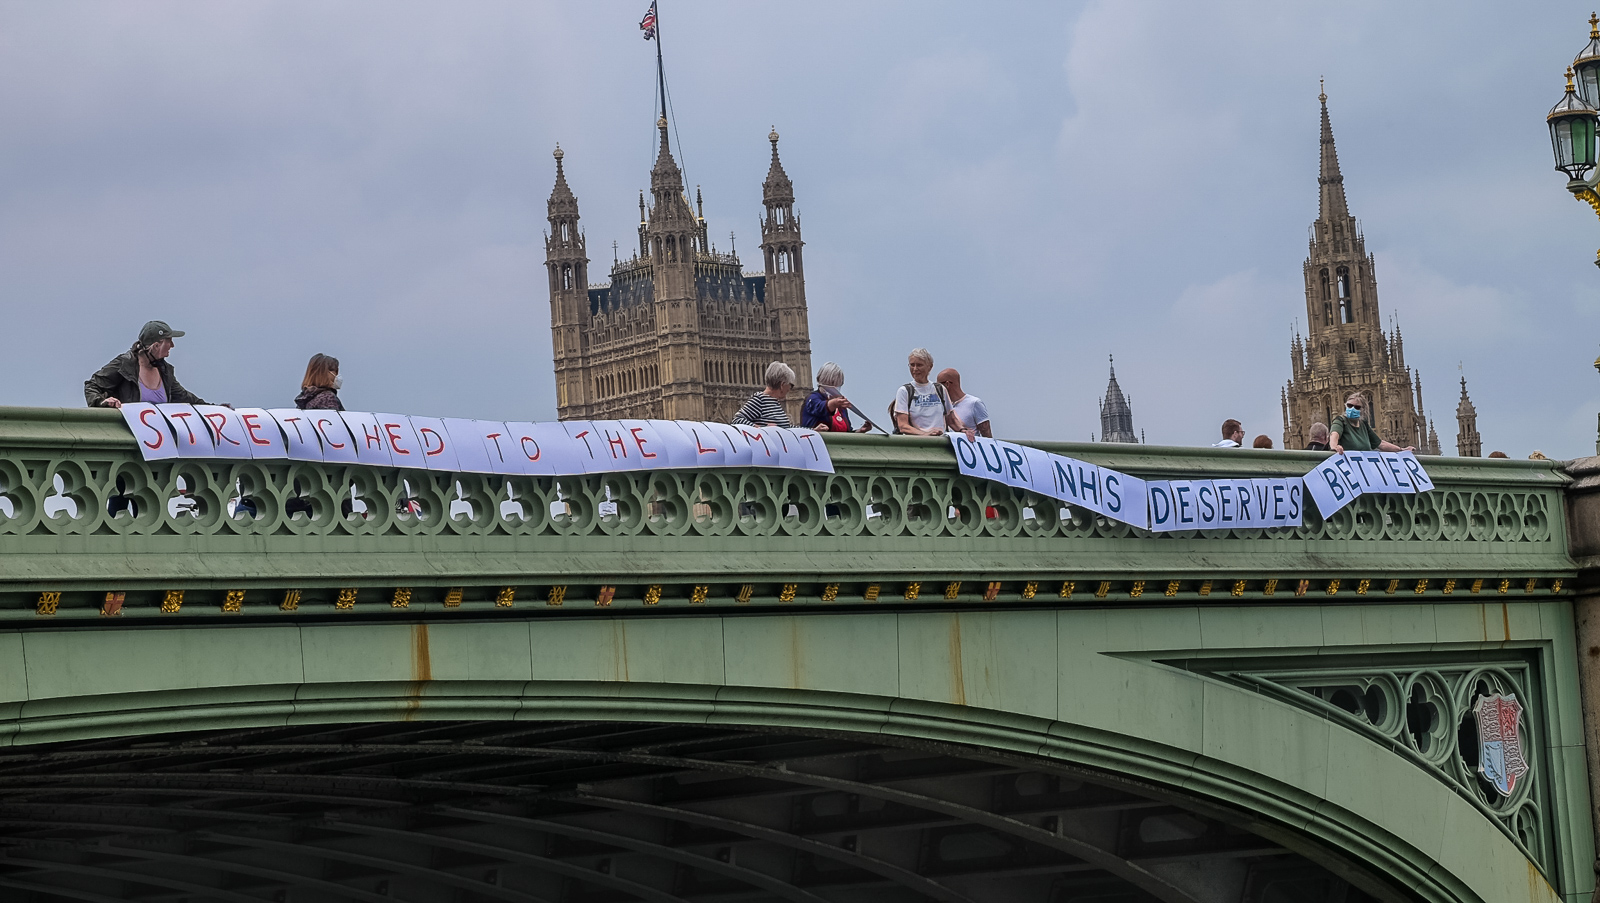 STRETCHED TO THE LIMIT
OUR NHS DESERVES BETTER